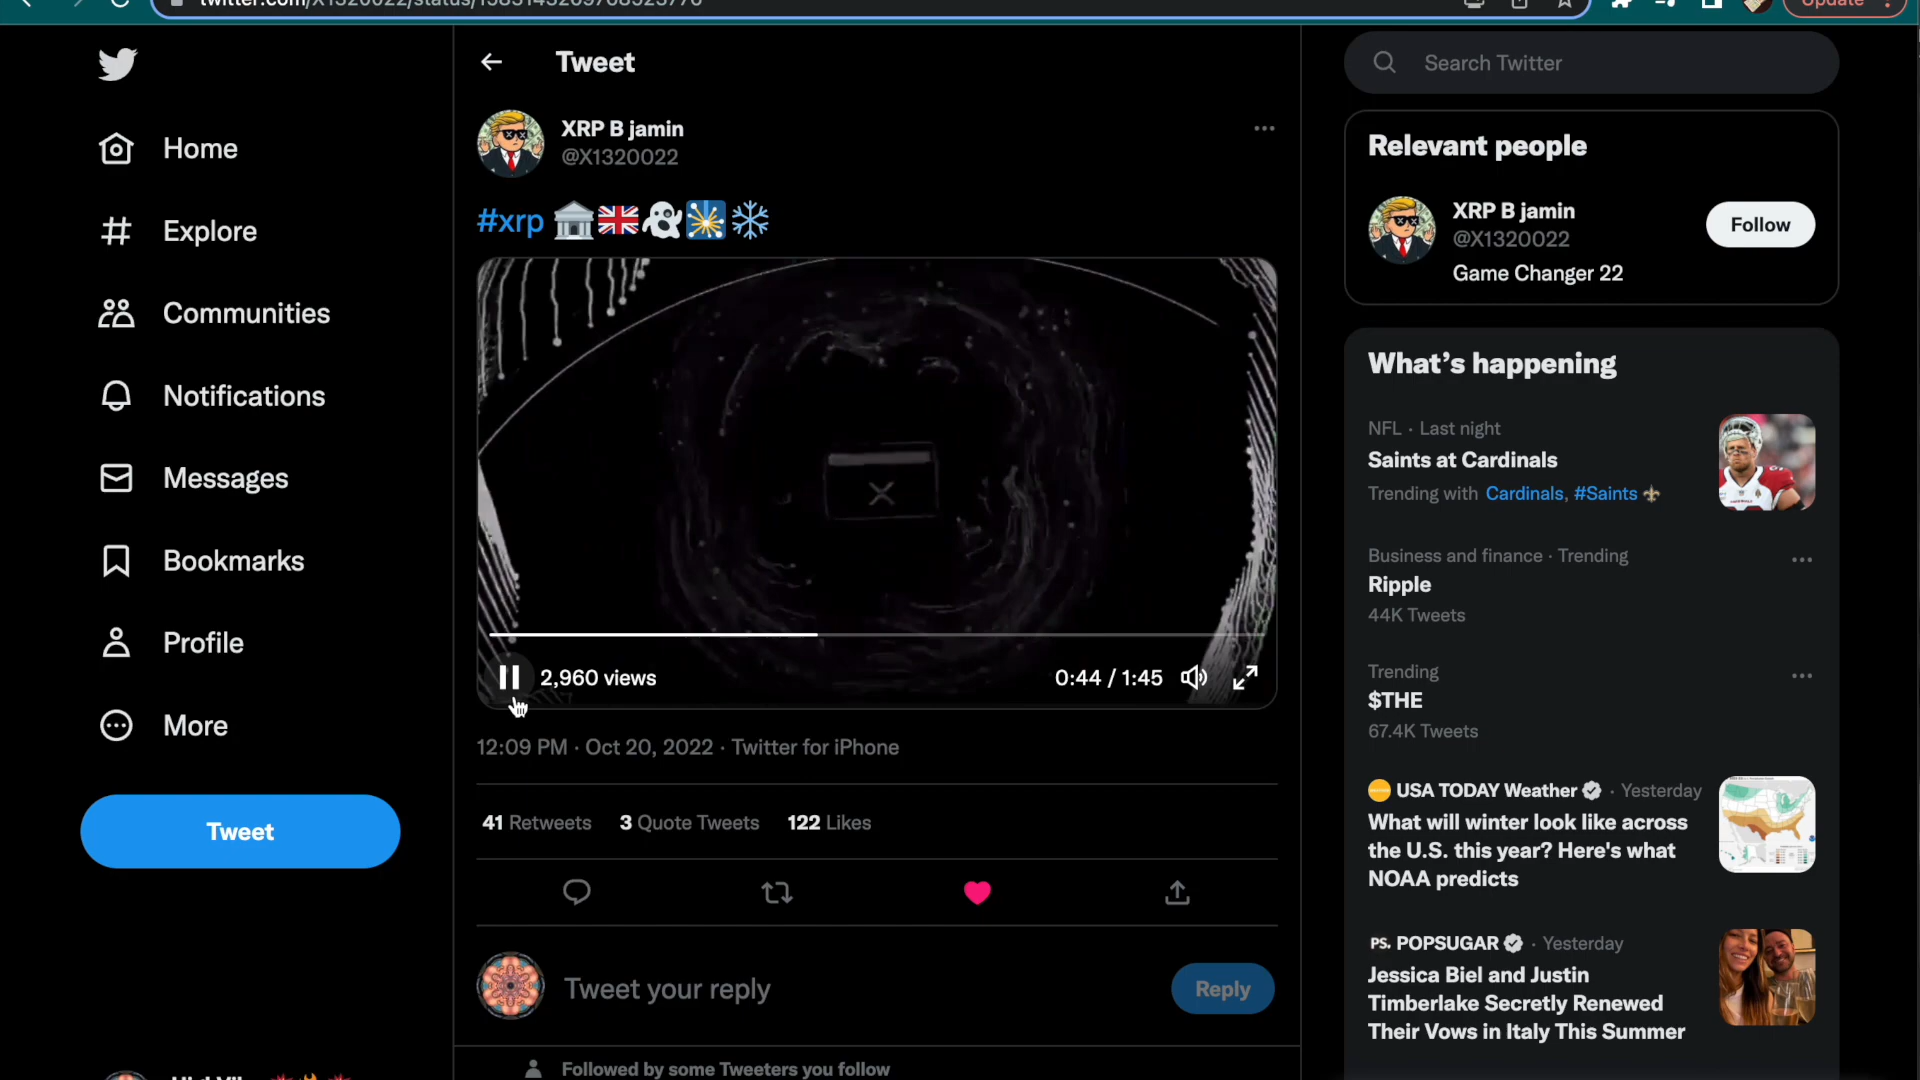 Update
Home
Explore
Communities
Notifications
Messages
Bookmarks
Profile
More
Tweet
Tweet
XRP B jamin
@X1320022
#xrp
X
2,960 views
0:44 / 1:45
12:09 PM · Oct 20, 2022 · Twitter for iPhone
41 Retweets 3 Quote Tweets 122 Likes
Tweet your reply
Reply
Followed by some Tweeters you follow
Search Twitter
Relevant people
XRP B jamin
@X1320022
Follow
Game Changer 22
What's happening
NFL · Last night
Saints at Cardinals
Trending with Cardinals, #Saints
Business and finance · Trending
Ripple
44K Tweets
Trending
$THE
67.4K Tweets
USA TODAY Weather · Yesterday
What will winter look like across
the U.S. this year? Here's what
NOAA predicts
PS. POPSUGAR · Yesterday
Jessica Biel and Justin
Timberlake Secretly Renewed
Their Vows in Italy This Summer